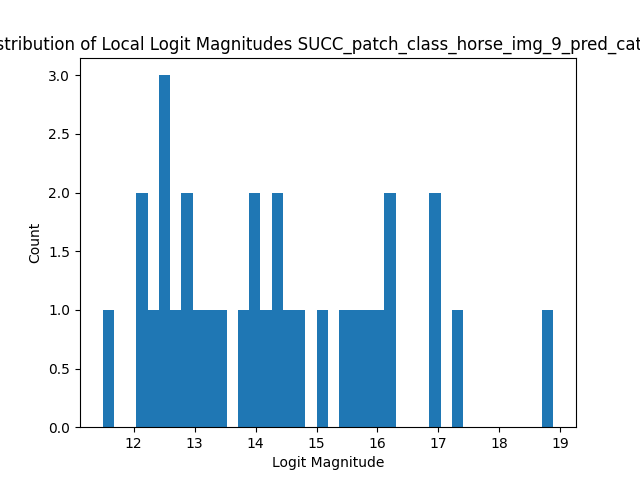 stribution of Local Logit Magnitudes SUCC_patch_class_horse_img_9_pred_cat
3.0
2.5
2.0
1.5
1.0
0.5
0.0
Count
12 13 14 15 16 17 18 19
Logit Magnitude